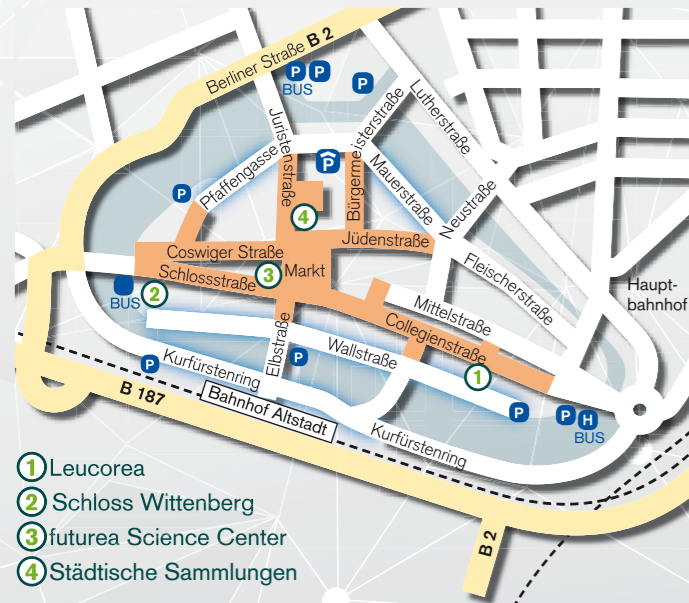 Berliner Straße B 2
P P
BUS
P
Lutherstraße
Juristenstraße
Bürgermeisterstraße
P
Mauerstraße
Pfaffengasse
P
Neustraße
4
Jüdenstraße
Coswiger Straße
3 Markt
Schlossstraße
Fleischerstraße
Haupt-
bahnhof
BUS
2
Mittelstraße
Collegienstraße
Elbstraße
Wallstraße
P
P
Kurfürstenring
1
B 187
Bahnhof Altstadt
P
P H
BUS
Kurfürstenring
1 Leucorea
2 Schloss Wittenberg
3 futurea Science Center
4 Städtische Sammlungen
B 2